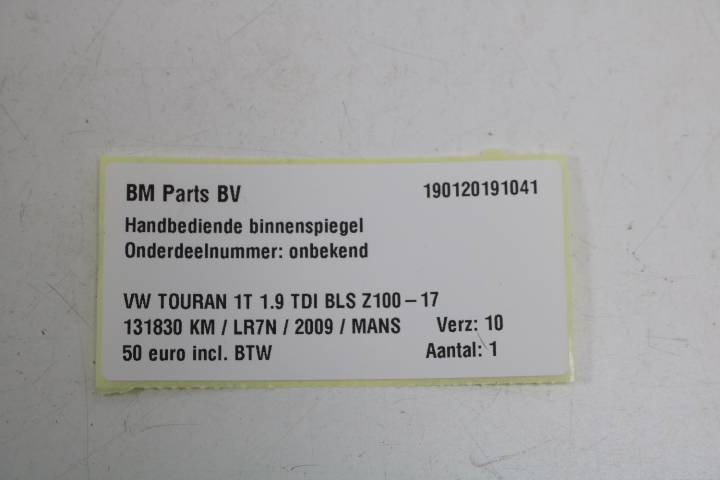 BM Parts BV 190120191041
Handbediende binnenspiegel
Onderdeelnummer: onbekend
VW TOURAN 1T 1.9 TDI BLS Z100-17
131830 KM / LR7N / 2009 / MANS Verz: 10
50 euro incl. BTW Aantal: 1